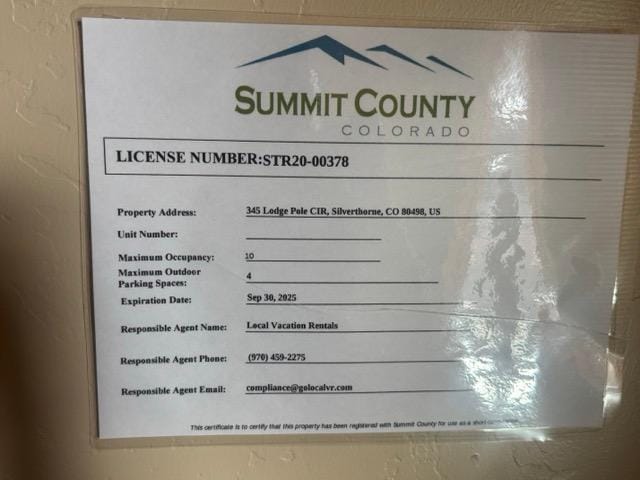 SUMMIT COUNTY
COLORADO
LICENSE NUMBER:STR20-00378
Property Address: 345 Lodge Pole CIR, Silverthorne, CO 80498, US
Unit Number:
Maximum Occupancy: 10
Maximum Outdoor
Parking Spaces: 4
Expiration Date: Sep 30, 2025
Responsible Agent Name: Local Vacation Rentals
Responsible Agent Phone: (970) 459-2275
Responsible Agent Email: compliance@golocalvr.com
This certificate is to certify that this property has been registered with Summit County for use as a short